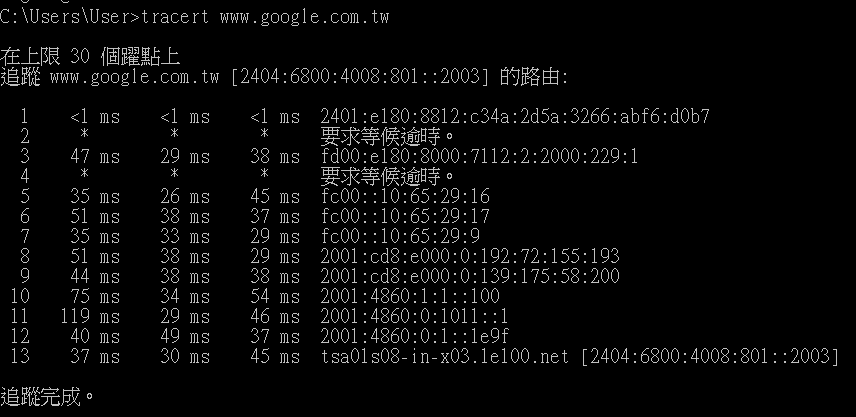 C:\Users\User>tracert www.google.com.tw
在上限 30 個躍點上
追蹤 www.google.com.tw [2404:6800:4008:801::2003] 的路由:
1 <1 ms <1 ms <1 ms 2401:e180:8812:c34a:2d5a:3266:abf6:d0b7
2 * * * 要求等候逾時。
3 47 ms 29 ms 38 ms fd00:e180:8000:7112:2:2000:229:1
4 * * * 要求等候逾時。
5 35 ms 26 ms 45 ms fc00::10:65:29:16
6 51 ms 38 ms 37 ms fc00::10:65:29:17
7 35 ms 33 ms 29 ms fc00::10:65:29:9
8 51 ms 38 ms 29 ms 2001:cd8:e000:0:192:72:155:193
9 44 ms 38 ms 38 ms 2001:cd8:e000:0:139:175:58:200
10 75 ms 34 ms 54 ms 2001:4860:1:1::100
11 119 ms 29 ms 46 ms 2001:4860:0:1011::1
12 40 ms 49 ms 37 ms 2001:4860:0:1::1e9f
13 37 ms 30 ms 45 ms tsa01s08-in-x03.1e100.net [2404:6800:4008:801::2003]
追蹤完成。